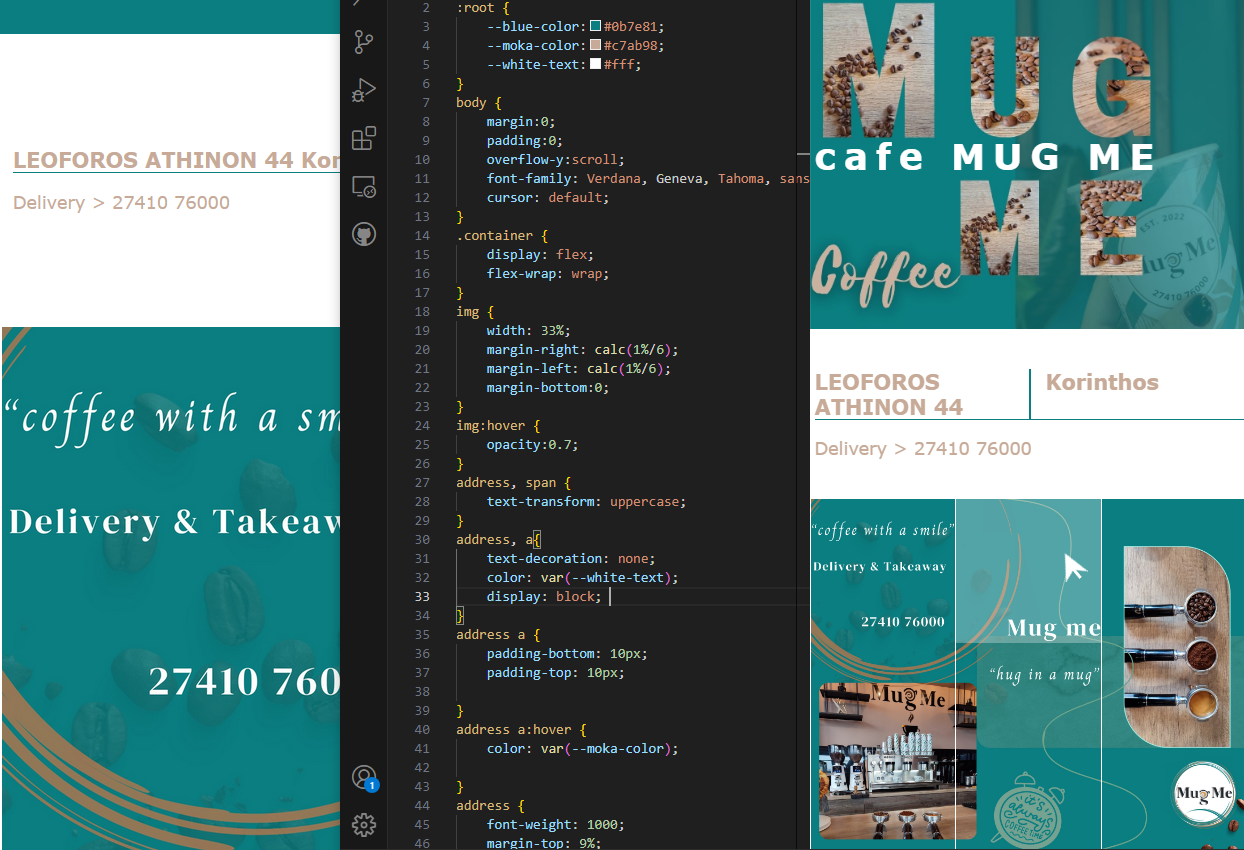 LEOFOROS ATHINON 44 Kor
Delivery > 27410 76000
“coffee with a sm
Delivery & Takeaw
27410 760
1
2 :root {
3 --blue-color: #0b7e81;
4 --moka-color: #c7ab98;
5 --white-text: #fff;
6 }
7 body {
8 margin:0;
9 padding:0;
10 overflow-y:scroll;
11 font-family: Verdana, Geneva, Tahoma, sans
12 cursor: default;
13 }
14 .container {
15 display: flex;
16 flex-wrap: wrap;
17 }
18 img {
19 width: 33%;
20 margin-right: calc(1%/6);
21 margin-left: calc(1%/6);
22 margin-bottom:0;
23 }
24 img:hover {
25 opacity:0.7;
26 }
27 address, span {
28 text-transform: uppercase;
29 }
30 address, a{
31 text-decoration: none;
32 color: var(--white-text);
33 display: block;
34 }
35 address a {
36 padding-bottom: 10px;
37 padding-top: 10px;
38
39 }
40 address a:hover {
41 color: var(--moka-color);
42
43 }
44 address {
45 font-weight: 1000;
46 margin-top: 9%;
MUG
cafe MUG ME
ME
Coffee
EST. 2022
Mug Me
27410 76000
LEOFOROS
ATHINON 44
Korinthos
Delivery > 27410 76000
“coffee with a smile”
Delivery & Takeaway
27410 76000
Mug me
“hug in a mug”
Mug Me
it's
always
COFFEE TIME
Mug Me